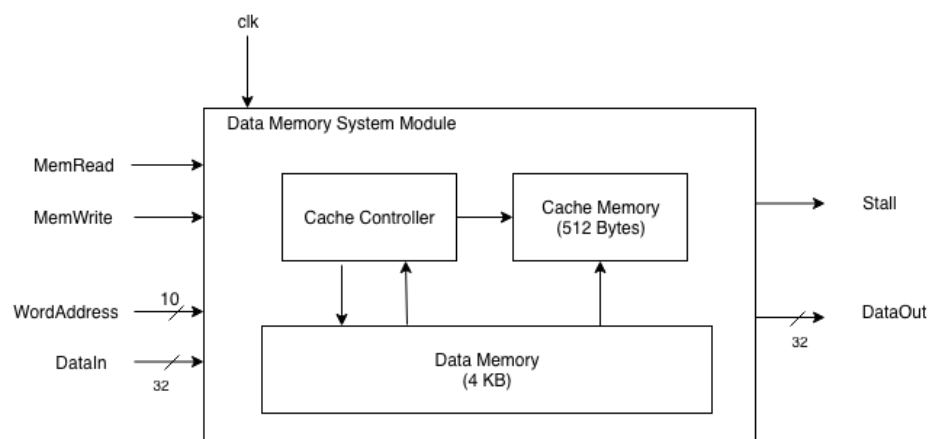 clk
Data Memory System Module
MemRead
MemWrite
Cache Controller
Cache Memory
(512 Bytes)
Stall
WordAddress
10
DataOut
32
DataIn
32
Data Memory
(4 KB)